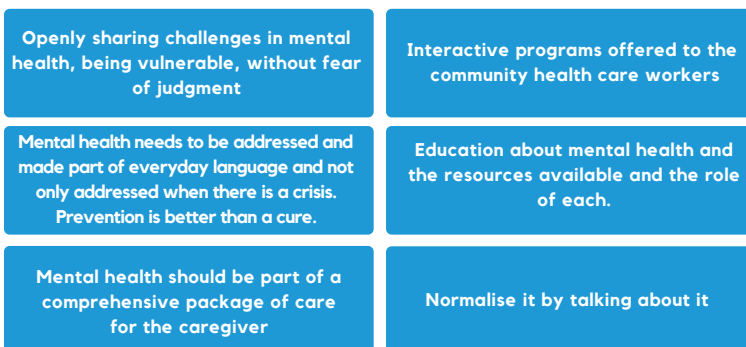 Openly sharing challenges in mental
health, being vulnerable, without fear
of judgment
Interactive programs offered to the
community health care workers
Mental health needs to be addressed and
made part of everyday language and not
only addressed when there is a crisis.
Prevention is better than a cure.
Education about mental health and
the resources available and the role
of each.
Mental health should be part of a
comprehensive package of care
for the caregiver
Normalise it by talking about it